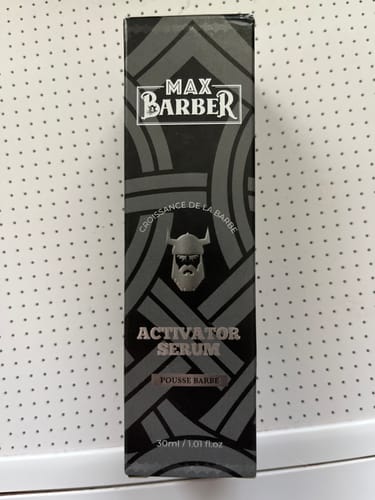 MAX
BARBER
CROISSANCE DE LA BARBE
ACTIVATOR
SERUM
POUSSE BARBE
30ml / 1.01 fl.oz